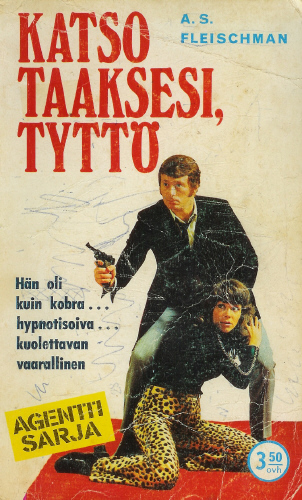 KATSO
TAAKSESI,
TYTTÖ
A. S.
FLEISCHMAN
Hän oli
kuin kobra...
hypnotisoiva...
kuolettavan
vaarallinen
AGENTTI
SARJA
3 50
ovh